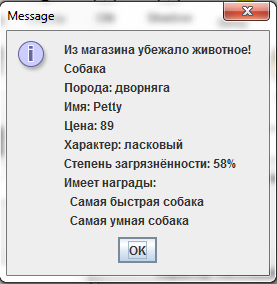 Message
Из магазина убежало животное!
Собака
Порода: дворняга
Имя: Petty
Цена: 89
Характер: ласковый
Степень загрязнённости: 58%
Имеет награды:
Самая быстрая собака
Самая умная собака
OK